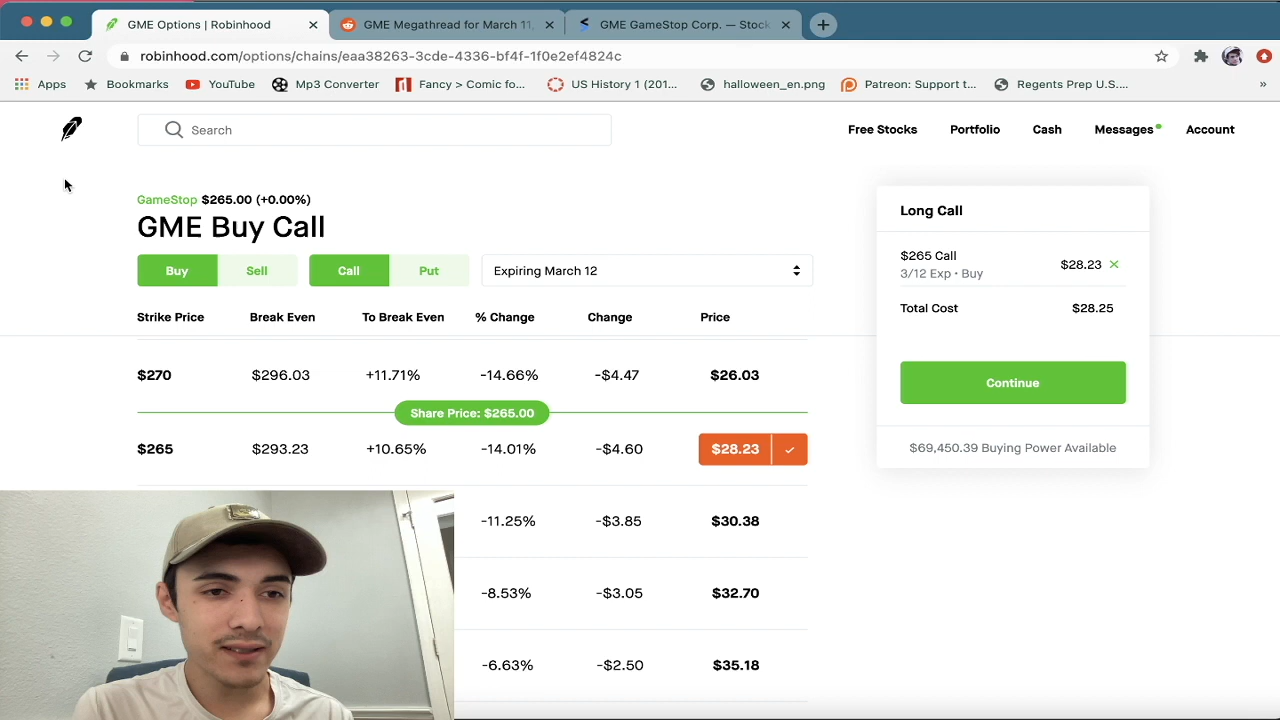 GME Options | Robinhood
GME Megathread for March 11,
GME GameStop Corp. — Stock
robinhood.com/options/chains/eaa38263-3cde-4336-bf4f-1f0e2ef4824c
Apps Bookmarks YouTube Mp3 Converter Fancy > Comic fo... US History 1 (201... halloween_en.png Patreon: Support t... Regents Prep U.S.... »
Search
Free Stocks Portfolio Cash Messages Account
GameStop $265.00 (+0.00%)
GME Buy Call
Buy Sell Call Put Expiring March 12
Strike Price Break Even To Break Even % Change Change Price
$270 $296.03 +11.71% -14.66% -$4.47 $26.03
Share Price: $265.00
$265 $293.23 +10.65% -14.01% -$4.60 $28.23
-11.25% -$3.85 $30.38
-8.53% -$3.05 $32.70
-6.63% -$2.50 $35.18
Long Call
$265 Call $28.23
3/12 Exp • Buy
Total Cost $28.25
Continue
$69,450.39 Buying Power Available